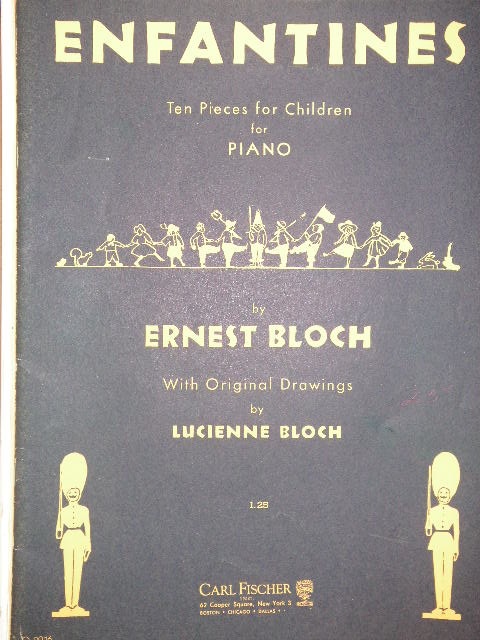 ENFANTINES
Ten Pieces for Children
for
PIANO
by
ERNEST BLOCH
With Original Drawings
by
LUCIENNE BLOCH
1.25
CARL FISCHER
INC.
62 Cooper Square, New York 3
BOSTON • CHICAGO • DALLAS